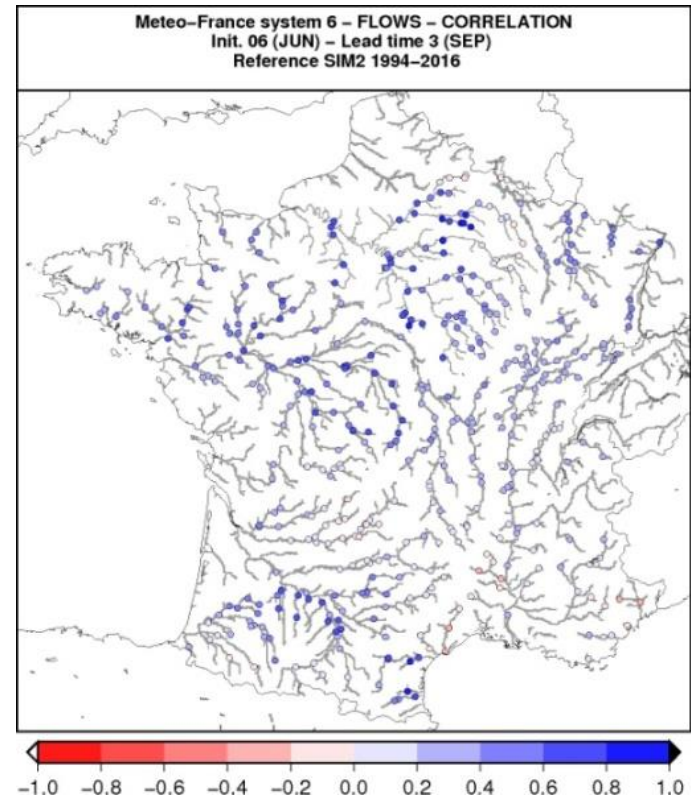 Meteo−France system 6 − FLOWS − CORRELATION
Init. 06 (JUN) − Lead time 3 (SEP)
Reference SIM2 1994−2016
−1.0 −0.8 −0.6 −0.4 −0.2 0.0 0.2 0.4 0.6 0.8 1.0